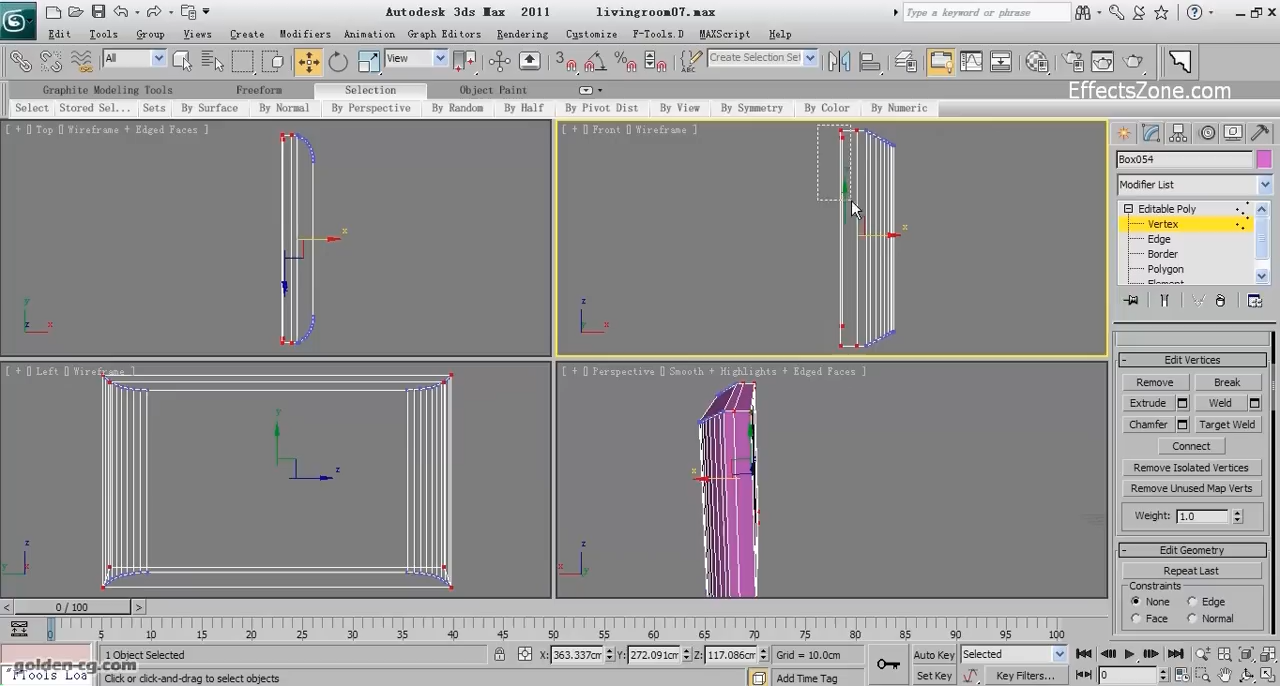 Autodesk 3ds Max 2011 livingroom07.max
Type a keyword or phrase
Edit Tools Group Views Create Modifiers Animation Graph Editors Rendering Customize F-Tools.D MAXScript Help
All View 3 ABC Create Selection Set
Graphite Modeling Tools Freeform Selection Object Paint
EffectsZone.com
Select Stored Sel... Sets By Surface By Normal By Perspective By Random By Half By Pivot Dist By View By Symmetry By Color By Numeric
[ + [] Top [] Wireframe + Edged Faces ]
[ + [] Front [] Wireframe ]
Box054
Modifier List
Editable Poly
Vertex
Edge
Border
Polygon
Element
x
x
y
z x
z
x
[ + [] Left [] Wireframe ]
[ + [] Perspective [] Smooth + Highlights + Edged Faces ]
y
z
x
z
y
z
x y
- Edit Vertices
Remove Break
Extrude Weld
Chamfer Target Weld
Connect
Remove Isolated Vertices
Remove Unused Map Verts
Weight: 1.0
- Edit Geometry
Repeat Last
Constraints
None Edge
Face Normal
< 0 / 100 >
0 5 10 15 20 25 30 35 40 45 50 55 60 65 70 75 80 85 90 95 100
1 Object Selected X: 363.337cm Y: 272.091cm Z: 117.086cm Grid = 10.0cm Auto Key Selected
golden-cg.com
"FTools Loa Click or click-and-drag to select objects Add Time Tag Set Key Key Filters... 0